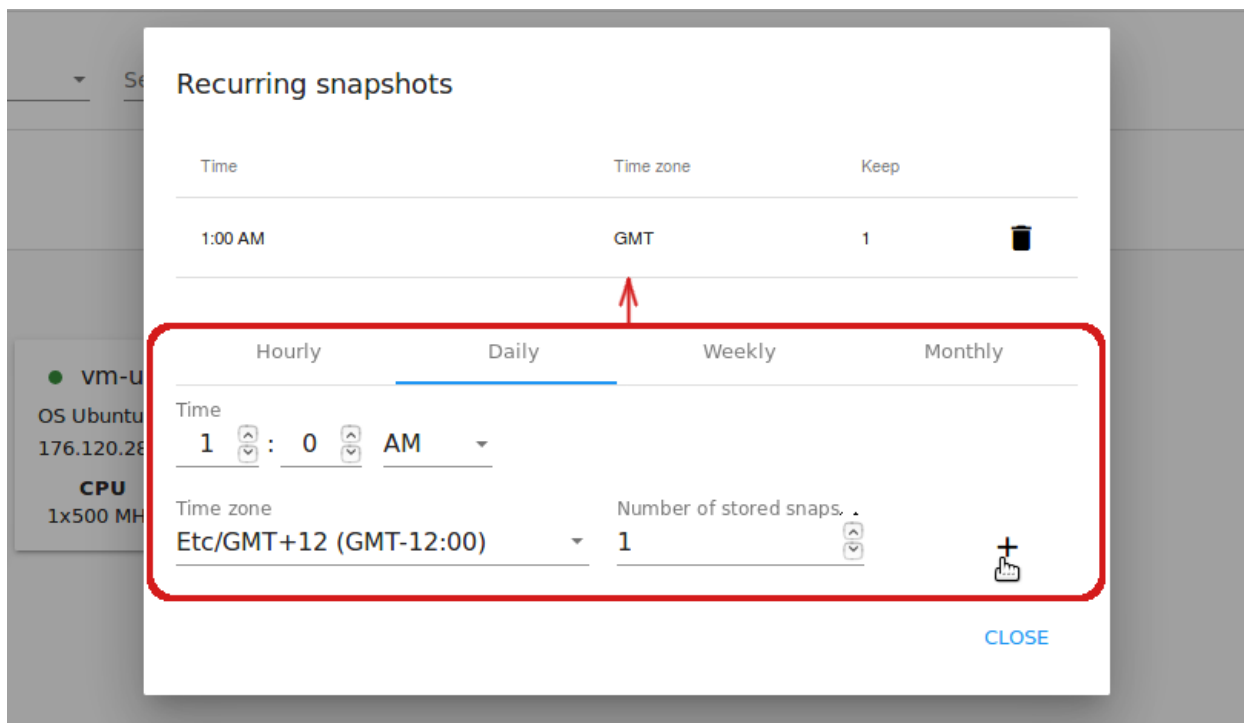 Se
Recurring snapshots
Time Time zone Keep
1:00 AM GMT 1
Hourly Daily Weekly Monthly
vm-u
OS Ubuntu
176.120.28
CPU
1x500 MH
Time
1 : 0 AM
Time zone Number of stored snaps
Etc/GMT+12 (GMT-12:00) 1
+
CLOSE